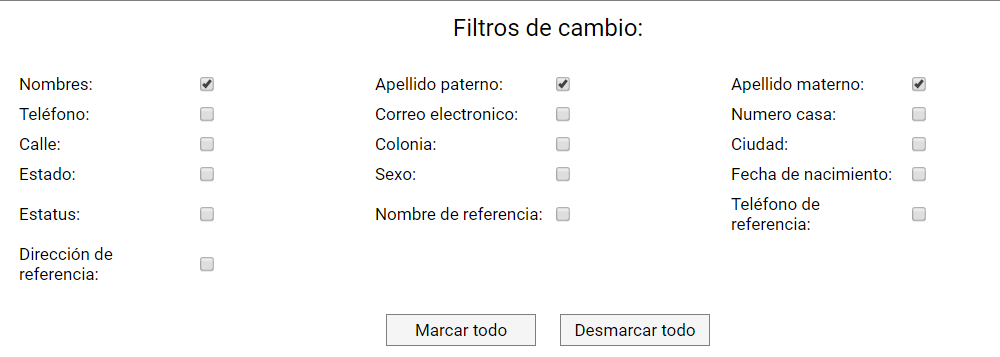 Filtros de cambio:
Nombres: Apellido paterno: Apellido materno:
Teléfono: Correo electronico: Numero casa:
Calle: Colonia: Ciudad:
Estado: Sexo: Fecha de nacimiento:
Estatus: Nombre de referencia: Teléfono de
referencia:
Dirección de
referencia:
Marcar todo Desmarcar todo